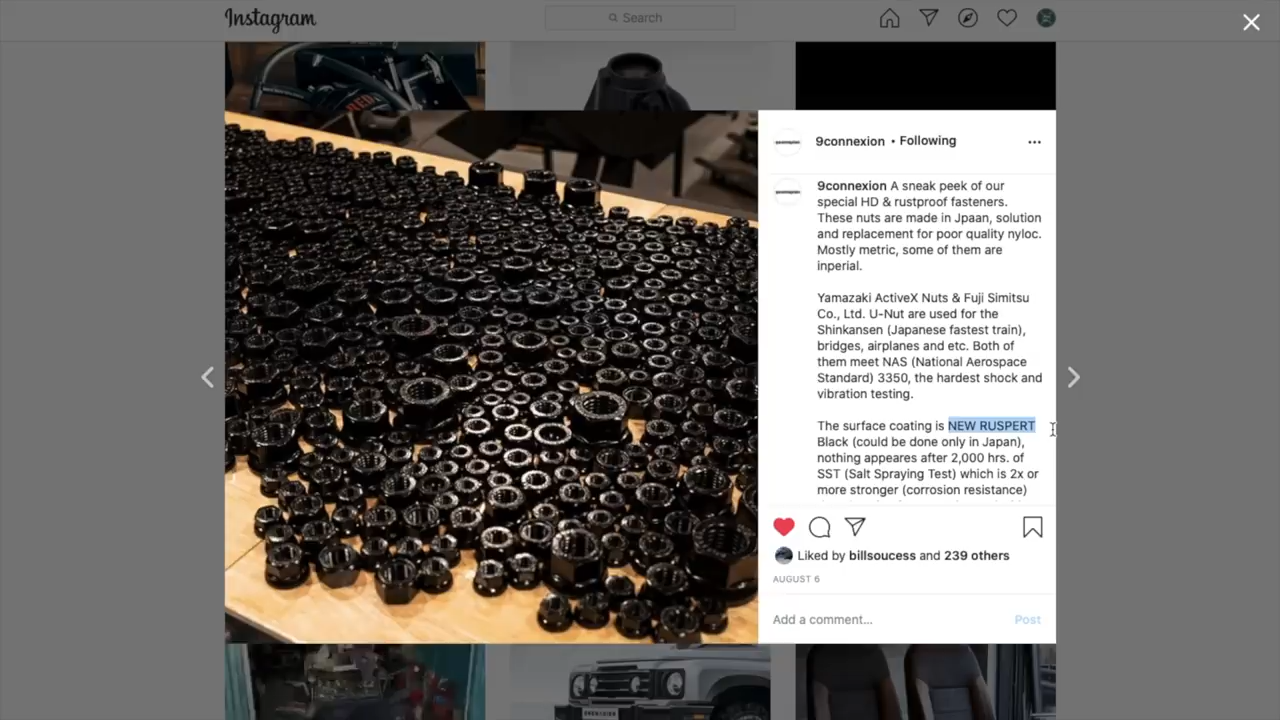 Instagram
Search
RED
9connexion • Following
9connexion A sneak peek of our
special HD & rustproof fasteners.
These nuts are made in Jpaan, solution
and replacement for poor quality nyloc.
Mostly metric, some of them are
inperial.
Yamazaki ActiveX Nuts & Fuji Simitsu
Co., Ltd. U-Nut are used for the
Shinkansen (Japanese fastest train),
bridges, airplanes and etc. Both of
them meet NAS (National Aerospace
Standard) 3350, the hardest shock and
vibration testing.
The surface coating is NEW RUSPERT
Black (could be done only in Japan),
nothing appeares after 2,000 hrs. of
SST (Salt Spraying Test) which is 2x or
more stronger (corrosion resistance)
Liked by billsoucess and 239 others
AUGUST 6
Add a comment...
Post